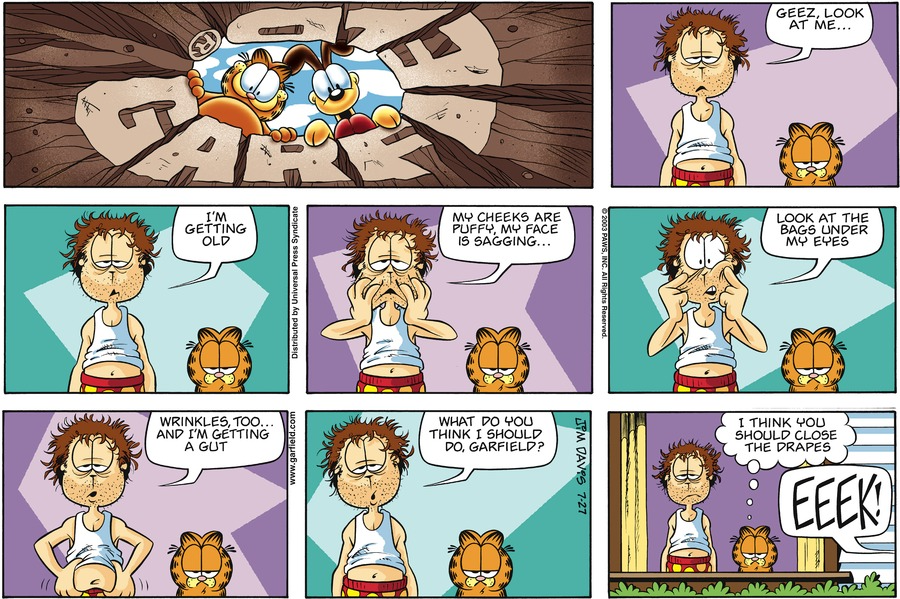 GARFIELD
®
GEEZ, LOOK
AT ME...
I'M
GETTING
OLD
Distributed by Universal Press Syndicate
MY CHEEKS ARE
PUFFY, MY FACE
IS SAGGING...
© 2003 PAWS, INC. All Rights Reserved.
LOOK AT THE
BAGS UNDER
MY EYES
WRINKLES, TOO...
AND I'M GETTING
A GUT
www.garfield.com
WHAT DO YOU
THINK I SHOULD
DO, GARFIELD?
JIM DAVIS 7-27
I THINK YOU
SHOULD CLOSE
THE DRAPES
EEEK!